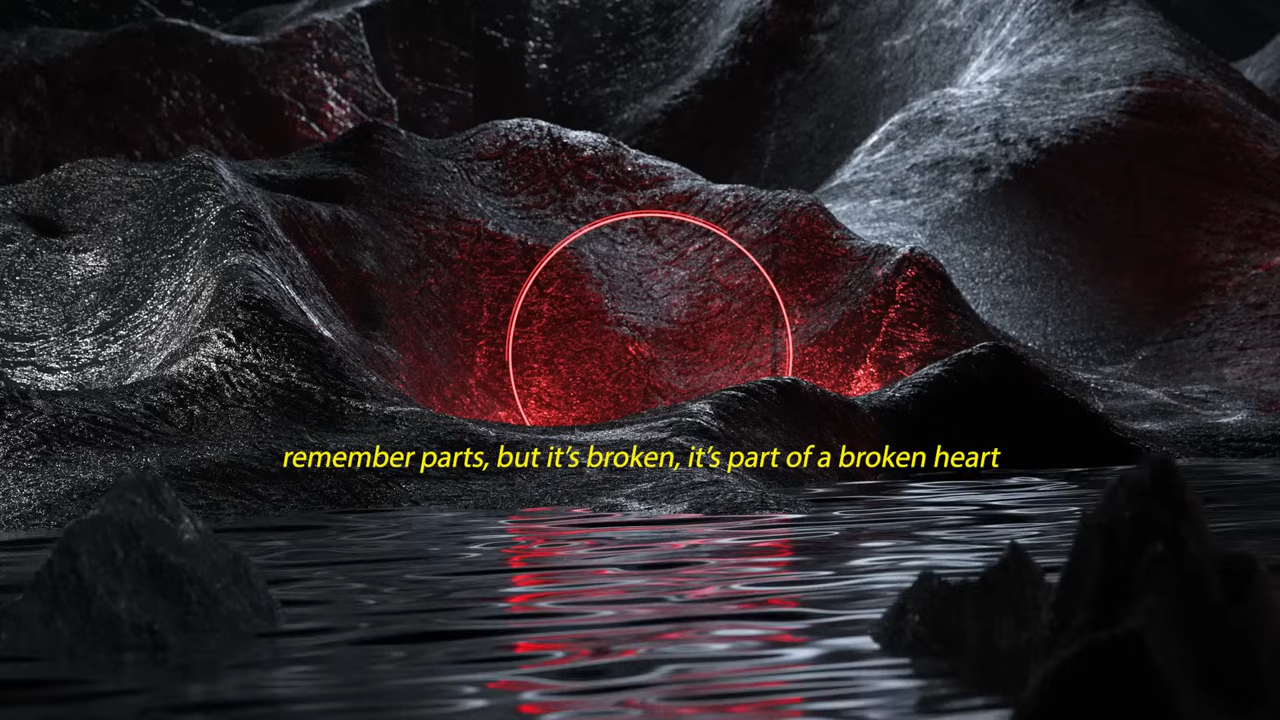 remember parts, but it's broken, it's part of a broken heart